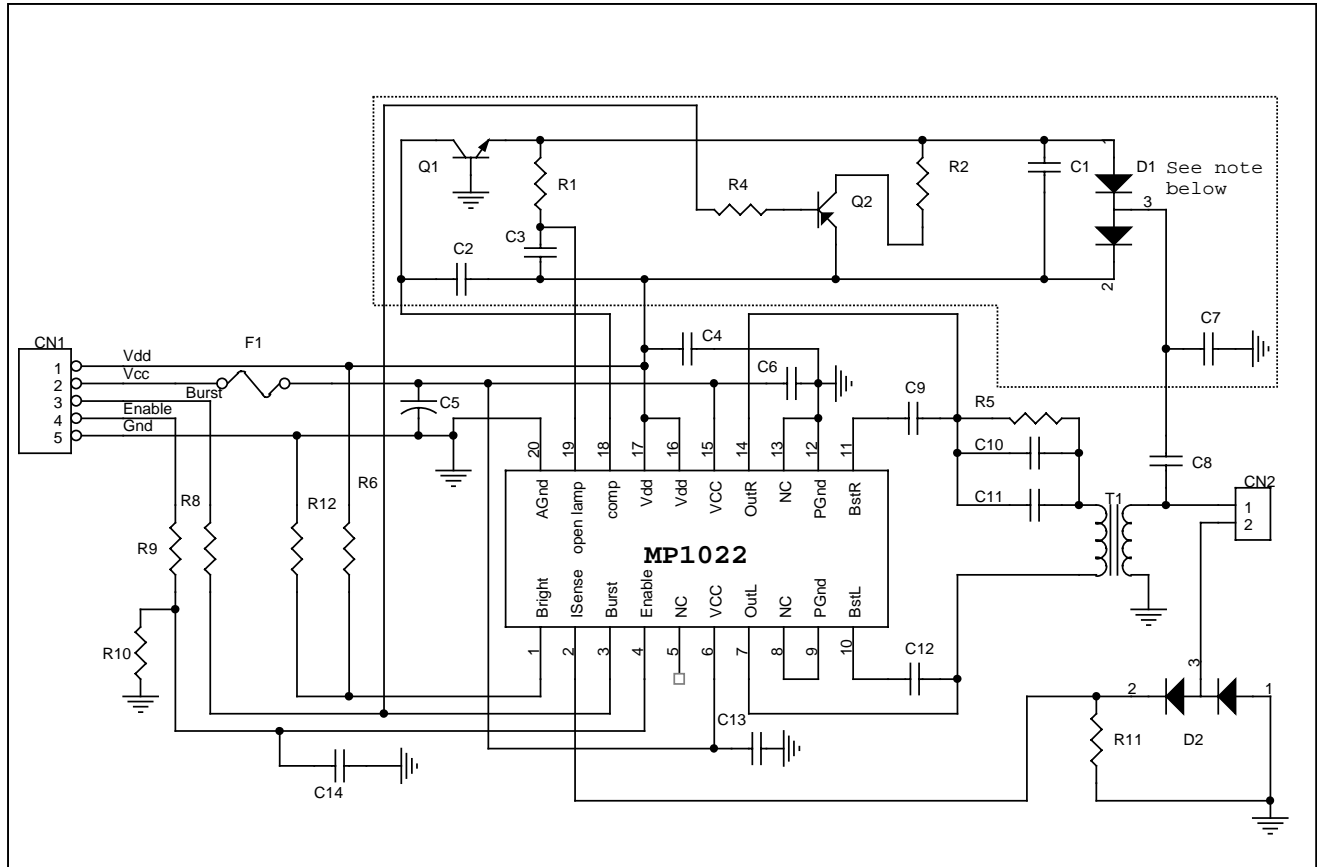 1
Q1
R1
R4
Q2
R2
C1
D1 See note
below
3
C2
C3
2
CN1
Vdd
F1
C4
C7
1
Vcc
2
Burst
C6
3
Enable
C5
C9
R5
4
Gnd
5
20
19
18
17
16
15
14
13
12
11
C10
C8
CN2
R8
R12
R6
AGnd
open lamp
comp
Vdd
Vdd
VCC
OutR
NC
PGnd
BstR
C11
T1
1
2
R9
MP1022
Bright
ISense
Burst
Enable
NC
VCC
OutL
NC
PGnd
BstL
R10
1
2
3
4
5
6
7
8
9
10
C12
3
2
1
C13
R11
D2
C14